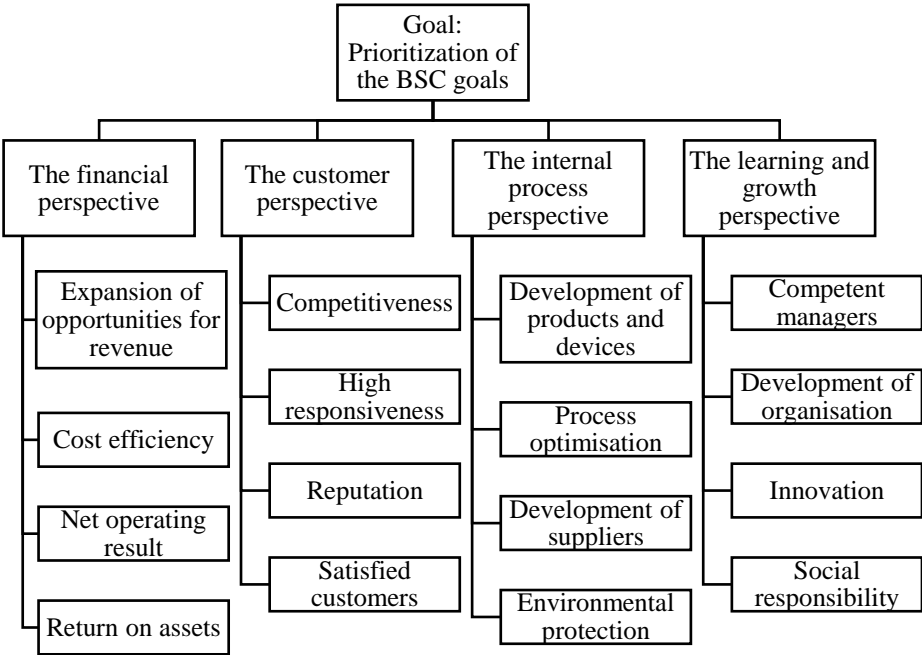 Goal:
Prioritization of
the BSC goals
The financial
perspective
Expansion of
opportunities for
revenue
Cost efficiency
Net operating
result
Return on assets
The customer
perspective
Competitiveness
High
responsiveness
Reputation
Satisfied
customers
The internal
process
perspective
Development of
products and
devices
Process
optimisation
Development of
suppliers
Environmental
protection
The learning and
growth
perspective
Competent
managers
Development of
organisation
Innovation
Social
responsibility